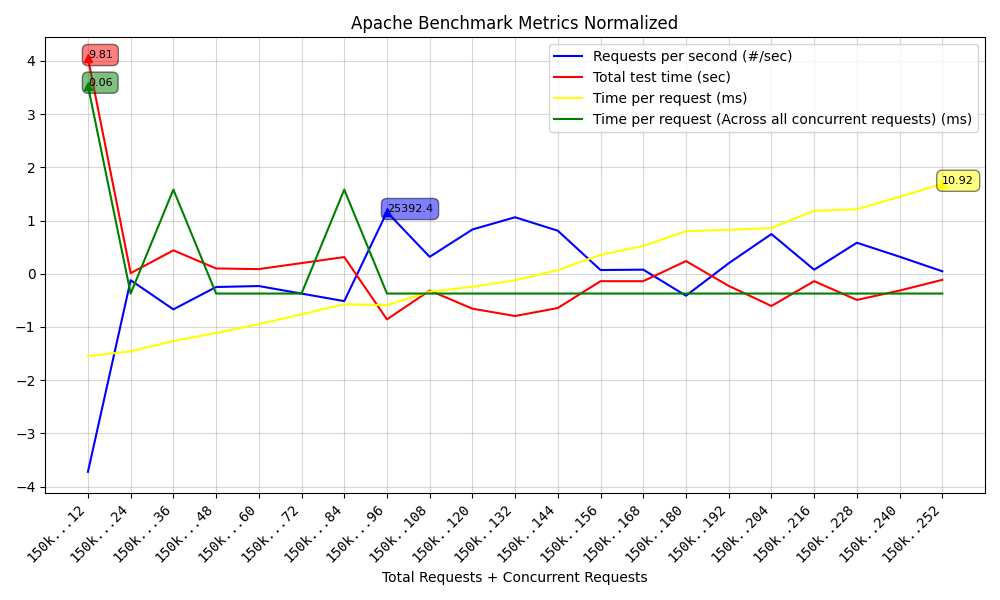 Apache Benchmark Metrics Normalized
Requests per second (#/sec)
Total test time (sec)
Time per request (ms)
Time per request (Across all concurrent requests) (ms)
9.81
0.06
25392.4
10.92
4
3
2
1
0
−1
−2
−3
−4
150k...12
150k...24
150k...36
150k...48
150k...60
150k...72
150k...84
150k...96
150k..108
150k..120
150k..132
150k..144
150k..156
150k..168
150k..180
150k..192
150k..204
150k..216
150k..228
150k..240
150k..252
Total Requests + Concurrent Requests